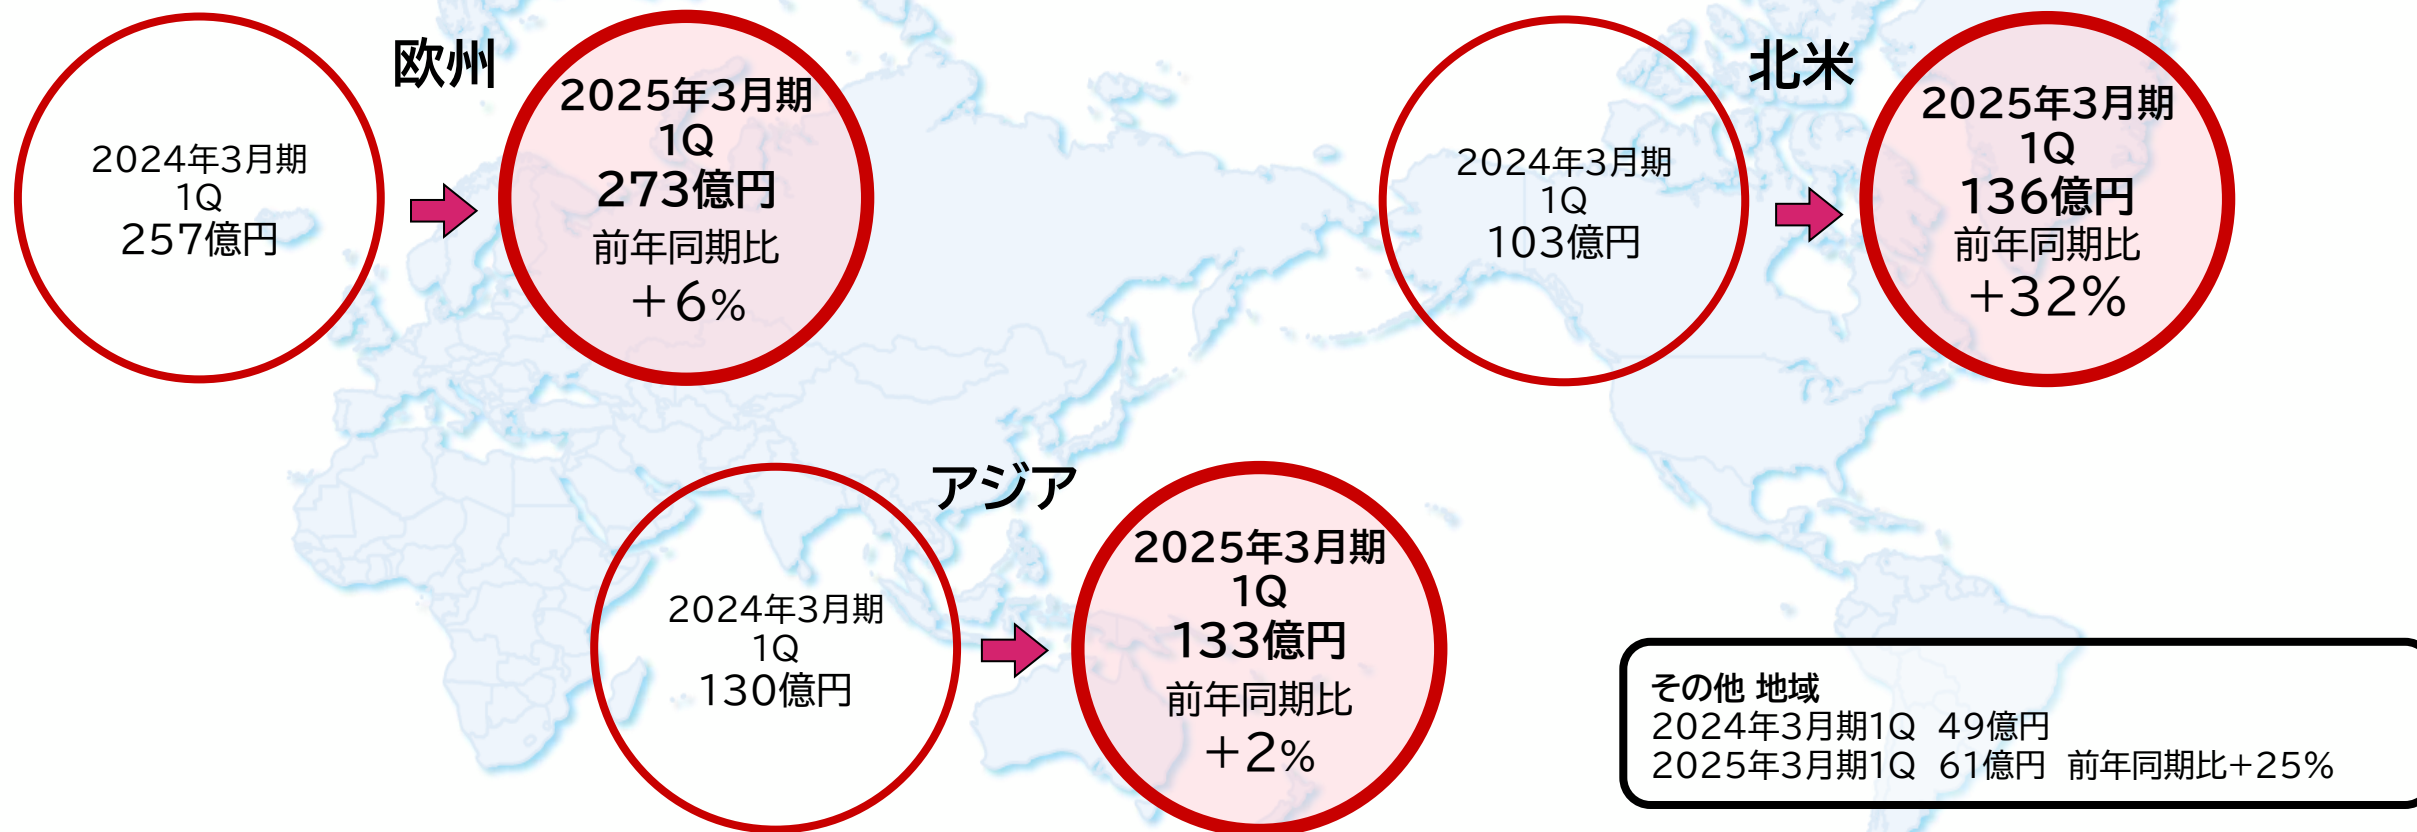 欧州
2024年3月期
1Q
257億円
2025年3月期
1Q
273億円
前年同期比
+6%
北米
2024年3月期
1Q
103億円
2025年3月期
1Q
136億円
前年同期比
+32%
アジア
2024年3月期
1Q
130億円
2025年3月期
1Q
133億円
前年同期比
+2%
その他 地域
2024年3月期1Q 49億円
2025年3月期1Q 61億円 前年同期比+25%